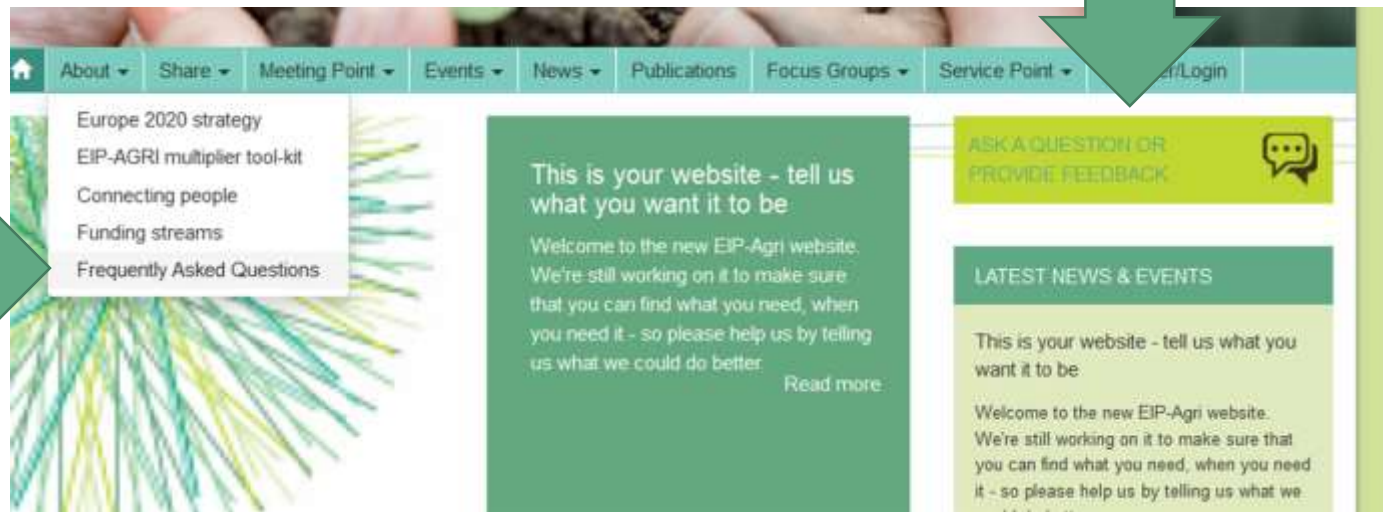 About Share Meeting Point Events News Publications Focus Groups Service Point er/Login
Europe 2020 strategy
EIP-AGRI multiplier tool-kit
Connecting people
Funding streams
Frequently Asked Questions
This is your website - tell us
what you want it to be
Welcome to the new EIP-Agri website.
We're still working on it to make sure
that you can find what you need, when
you need it - so please help us by telling
us what we could do better
Read more
ASK A QUESTION OR
PROVIDE FEEDBACK
LATEST NEWS & EVENTS
This is your website - tell us what you
want it to be
Welcome to the new EIP-Agri website.
We're still working on it to make sure that
you can find what you need, when you need
it - so please help us by telling us what we